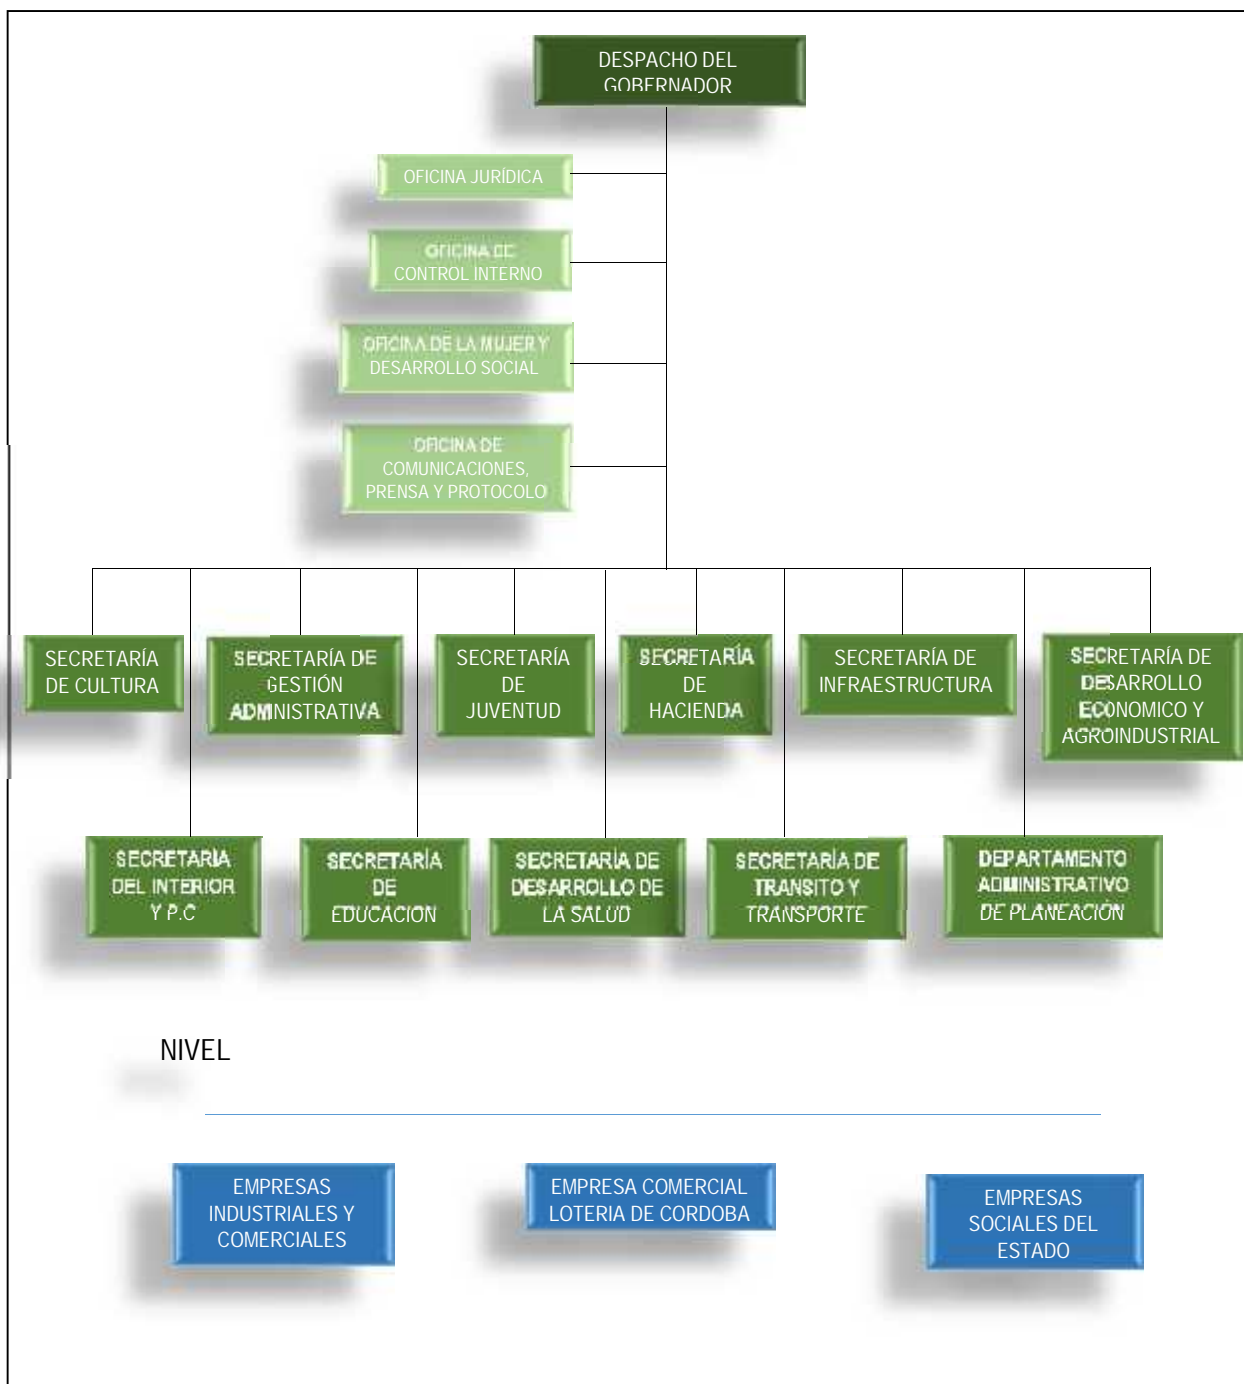 DESPACHO DEL
GOBERNADOR
OFICINA JURÍDICA
OFICINA DE
CONTROL INTERNO
OFICINA DE LA MUJER Y
DESARROLLO SOCIAL
OFICINA DE
COMUNICACIONES,
PRENSA Y PROTOCOLO
SECRETARÍA
DE CULTURA
SECRETARÍA DE
GESTIÓN
ADMINISTRATIVA
SECRETARÍA
DE
JUVENTUD
SECRETARÍA
DE
HACIENDA
SECRETARÍA DE
INFRAESTRUCTURA
SECRETARÍA DE
DESARROLLO
ECONOMICO Y
AGROINDUSTRIAL
SECRETARÍA
DEL INTERIOR
Y P.C
SECRETARÍA
DE
EDUCACION
SECRETARÍA DE
DESARROLLO DE
LA SALUD
SECRETARÍA DE
TRANSITO Y
TRANSPORTE
DEPARTAMENTO
ADMINISTRATIVO
DE PLANEACION
NIVEL
EMPRESAS
INDUSTRIALES Y
COMERCIALES
EMPRESA COMERCIAL
LOTERIA DE CORDOBA
EMPRESAS
SOCIALES DEL
ESTADO